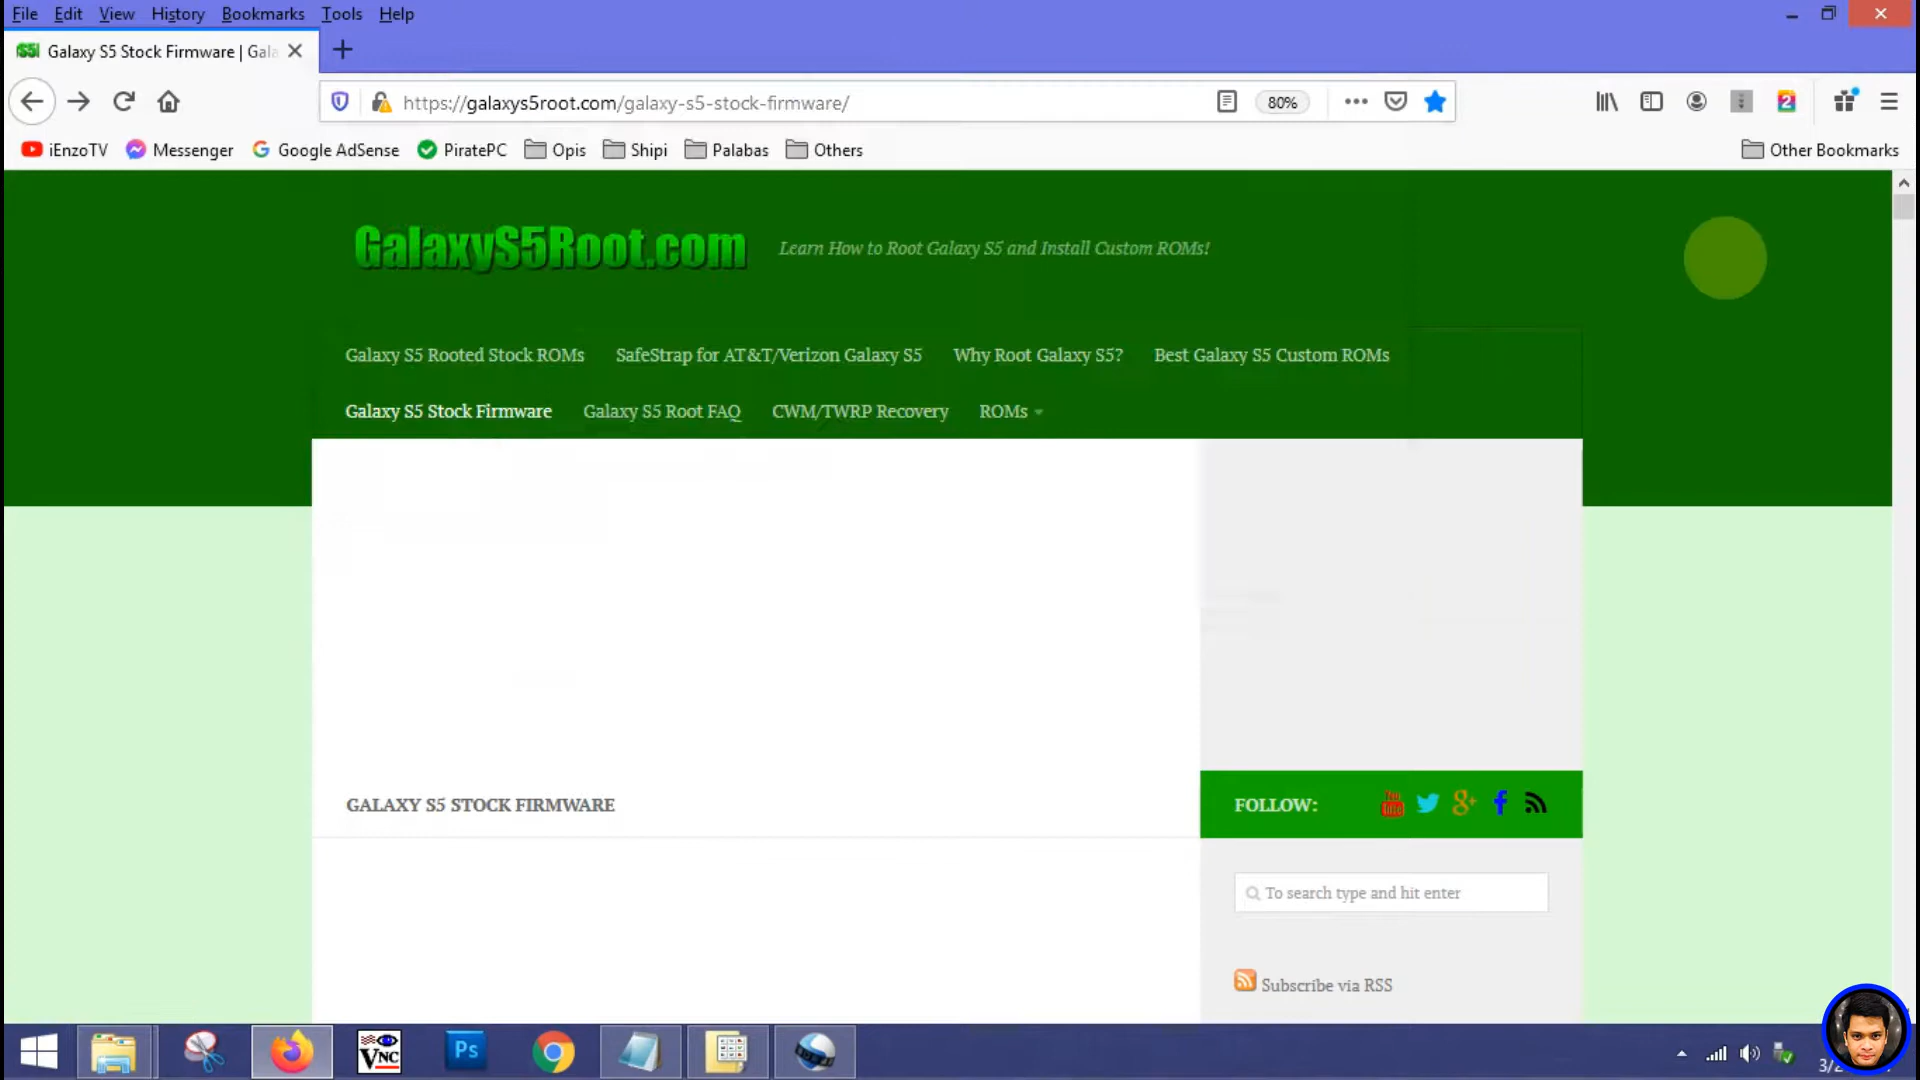 File Edit View History Bookmarks Tools Help
Galaxy S5 Stock Firmware | Gala
https://galaxys5root.com/galaxy-s5-stock-firmware/
80%
2
iEnzoTV Messenger Google AdSense PiratePC Opis Shipi Palabas Others Other Bookmarks
GalaxyS5Root.com Learn How to Root Galaxy S5 and Install Custom ROMs!
Galaxy S5 Rooted Stock ROMs SafeStrap for AT&T/Verizon Galaxy S5 Why Root Galaxy S5? Best Galaxy S5 Custom ROMs
Galaxy S5 Stock Firmware Galaxy S5 Root FAQ CWM/TWRP Recovery ROMs
GALAXY S5 STOCK FIRMWARE
FOLLOW:
To search type and hit enter
Subscribe via RSS
VNC Ps